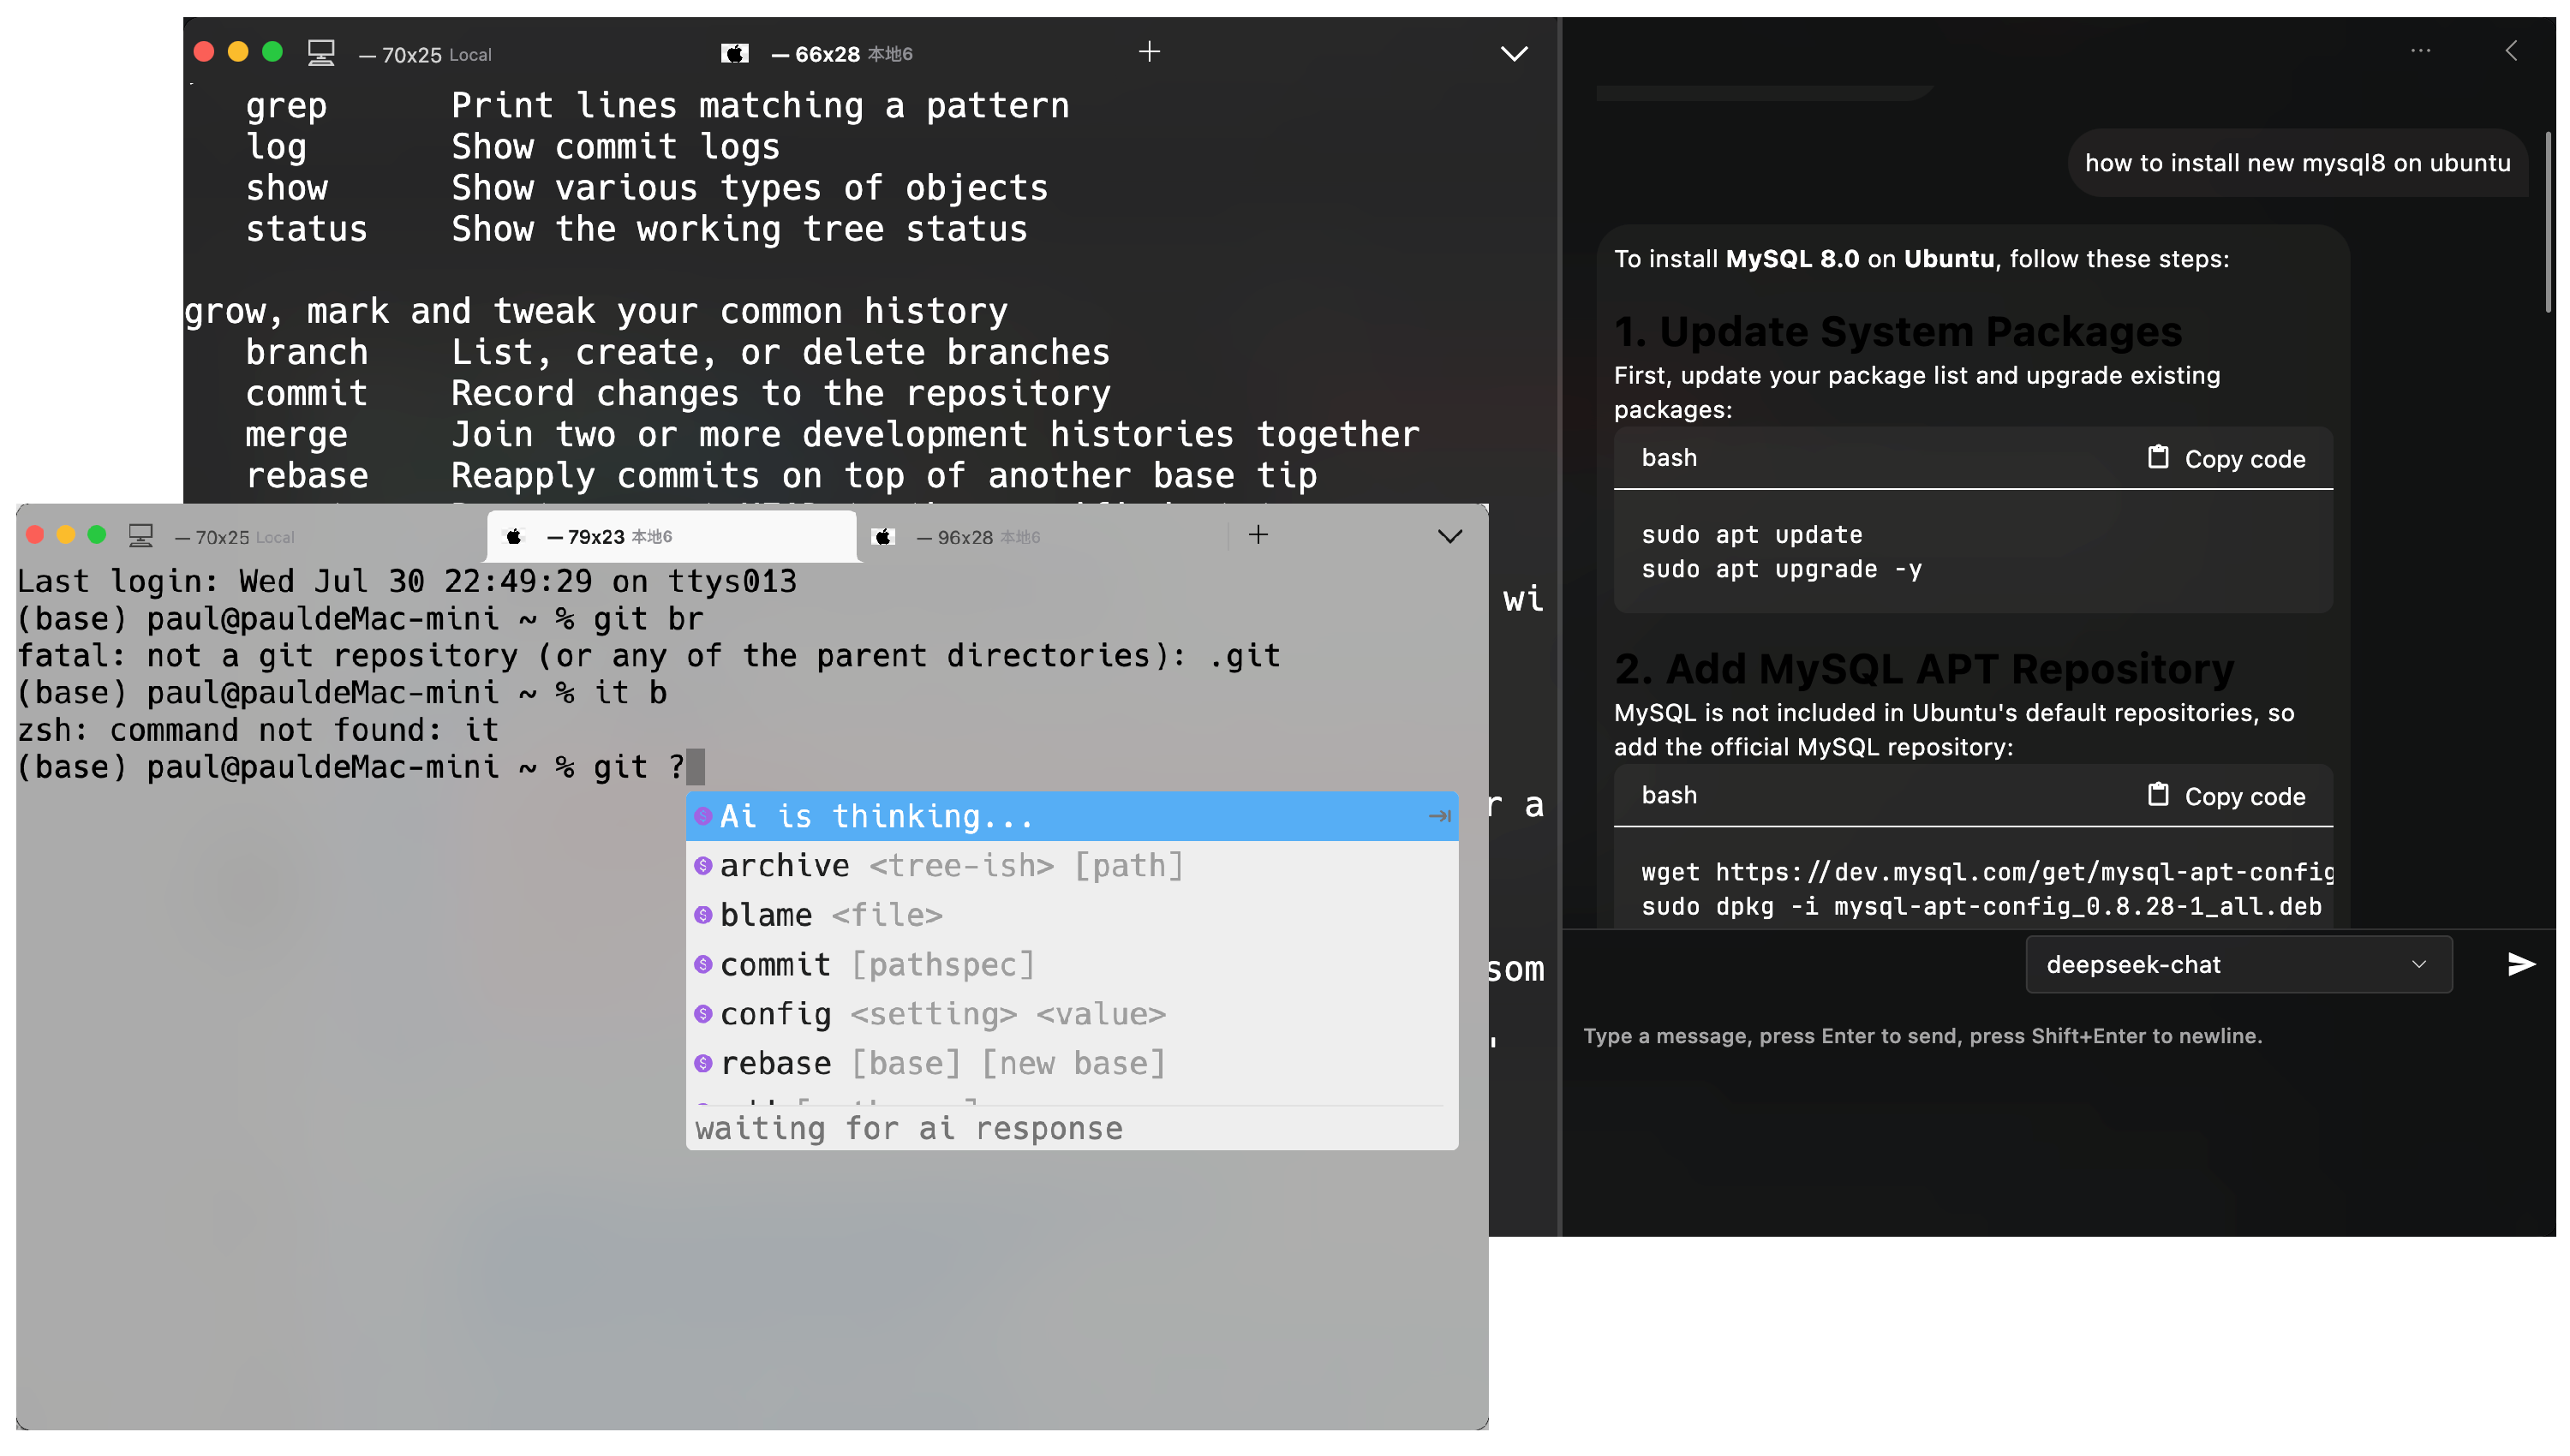 — 70x25 Local
— 66x28 本地6
grep Print lines matching a pattern
log Show commit logs
show Show various types of objects
status Show the working tree status
grow, mark and tweak your common history
branch List, create, or delete branches
commit Record changes to the repository
merge Join two or more development histories together
rebase Reapply commits on top of another base tip
wi
r a
som
'
— 70x25 Local
— 79x23 本地6
— 96x28 本地6
Last login: Wed Jul 30 22:49:29 on ttys013
(base) paul@pauldeMac-mini ~ % git br
fatal: not a git repository (or any of the parent directories): .git
(base) paul@pauldeMac-mini ~ % it b
zsh: command not found: it
(base) paul@pauldeMac-mini ~ % git ?
Ai is thinking...
archive <tree-ish> [path]
blame <file>
commit [pathspec]
config <setting> <value>
rebase [base] [new base]
waiting for ai response
how to install new mysql8 on ubuntu
To install MySQL 8.0 on Ubuntu, follow these steps:
1. Update System Packages
First, update your package list and upgrade existing
packages:
bash
Copy code
sudo apt update
sudo apt upgrade -y
2. Add MySQL APT Repository
MySQL is not included in Ubuntu's default repositories, so
add the official MySQL repository:
bash
Copy code
wget https://dev.mysql.com/get/mysql-apt-config
sudo dpkg -i mysql-apt-config_0.8.28-1_all.deb
deepseek-chat
Type a message, press Enter to send, press Shift+Enter to newline.